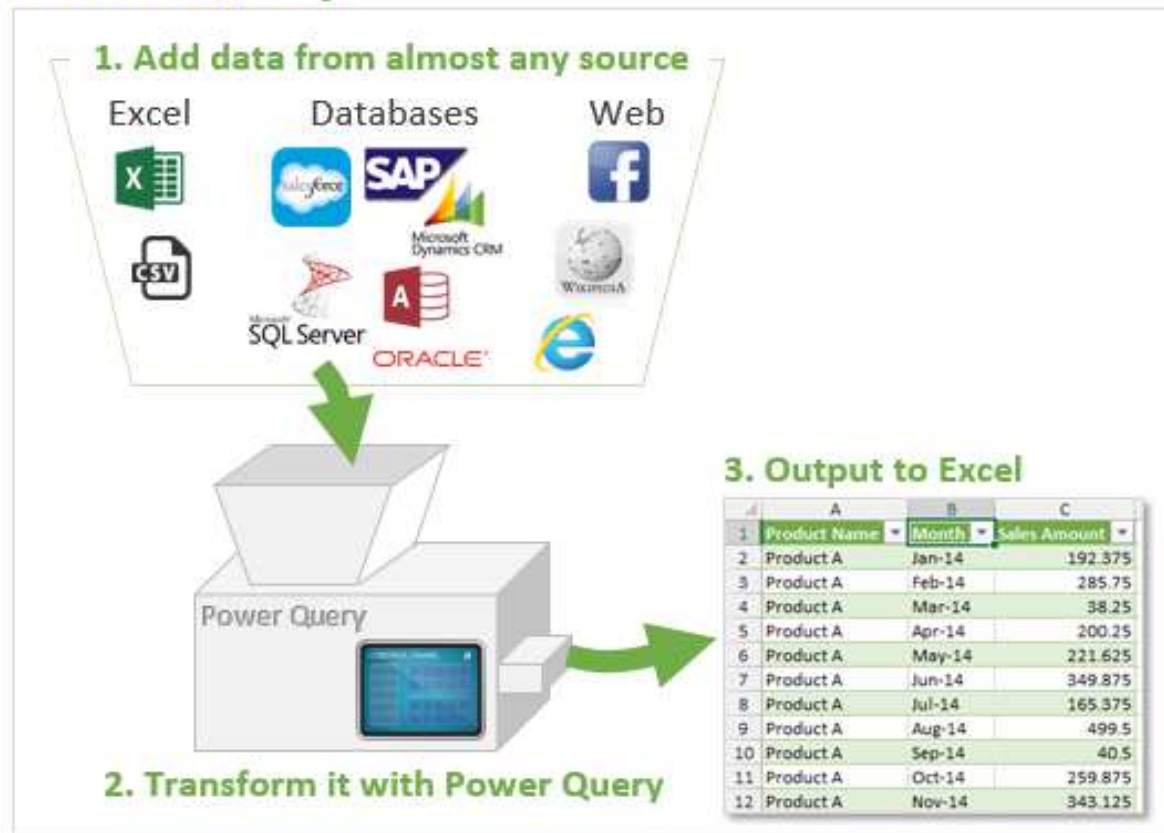 1. Add data from almost any source
Excel
Databases
Web
X
salesforce
SAP
f
Microsoft
Dynamics CRM
CSV
WIKIPEDIA
Microsoft
SQL Server
A
ORACLE
e
3. Output to Excel
A B C
1 Product Name Month Sales Amount
2 Product A Jan-14 192.375
3 Product A Feb-14 285.75
4 Product A Mar-14 38.25
5 Product A Apr-14 200.25
6 Product A May-14 221.625
7 Product A Jun-14 349.875
8 Product A Jul-14 165.375
9 Product A Aug-14 499.5
10 Product A Sep-14 40.5
11 Product A Oct-14 259.875
12 Product A Nov-14 343.125
Power Query
2. Transform it with Power Query